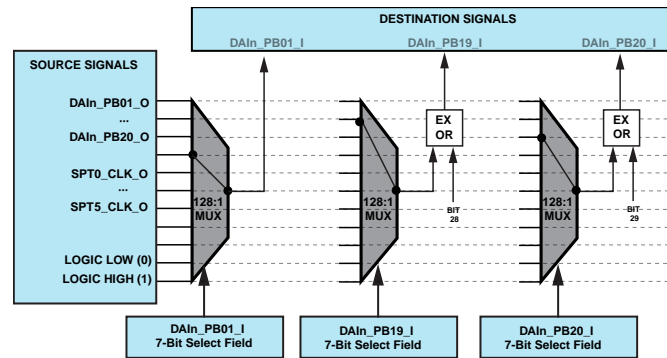 DESTINATION SIGNALS
DAIn_PB01_I
DAIn_PB19_I
DAIn_PB20_I
SOURCE SIGNALS
DAIn_PB01_O
...
DAIn_PB20_O
SPT0_CLK_O
...
SPT5_CLK_O
LOGIC LOW (0)
LOGIC HIGH (1)
128:1
MUX
128:1
MUX
EX
OR
BIT
28
128:1
MUX
EX
OR
BIT
29
DAIn_PB01_I
7-Bit Select Field
DAIn_PB19_I
7-Bit Select Field
DAIn_PB20_I
7-Bit Select Field